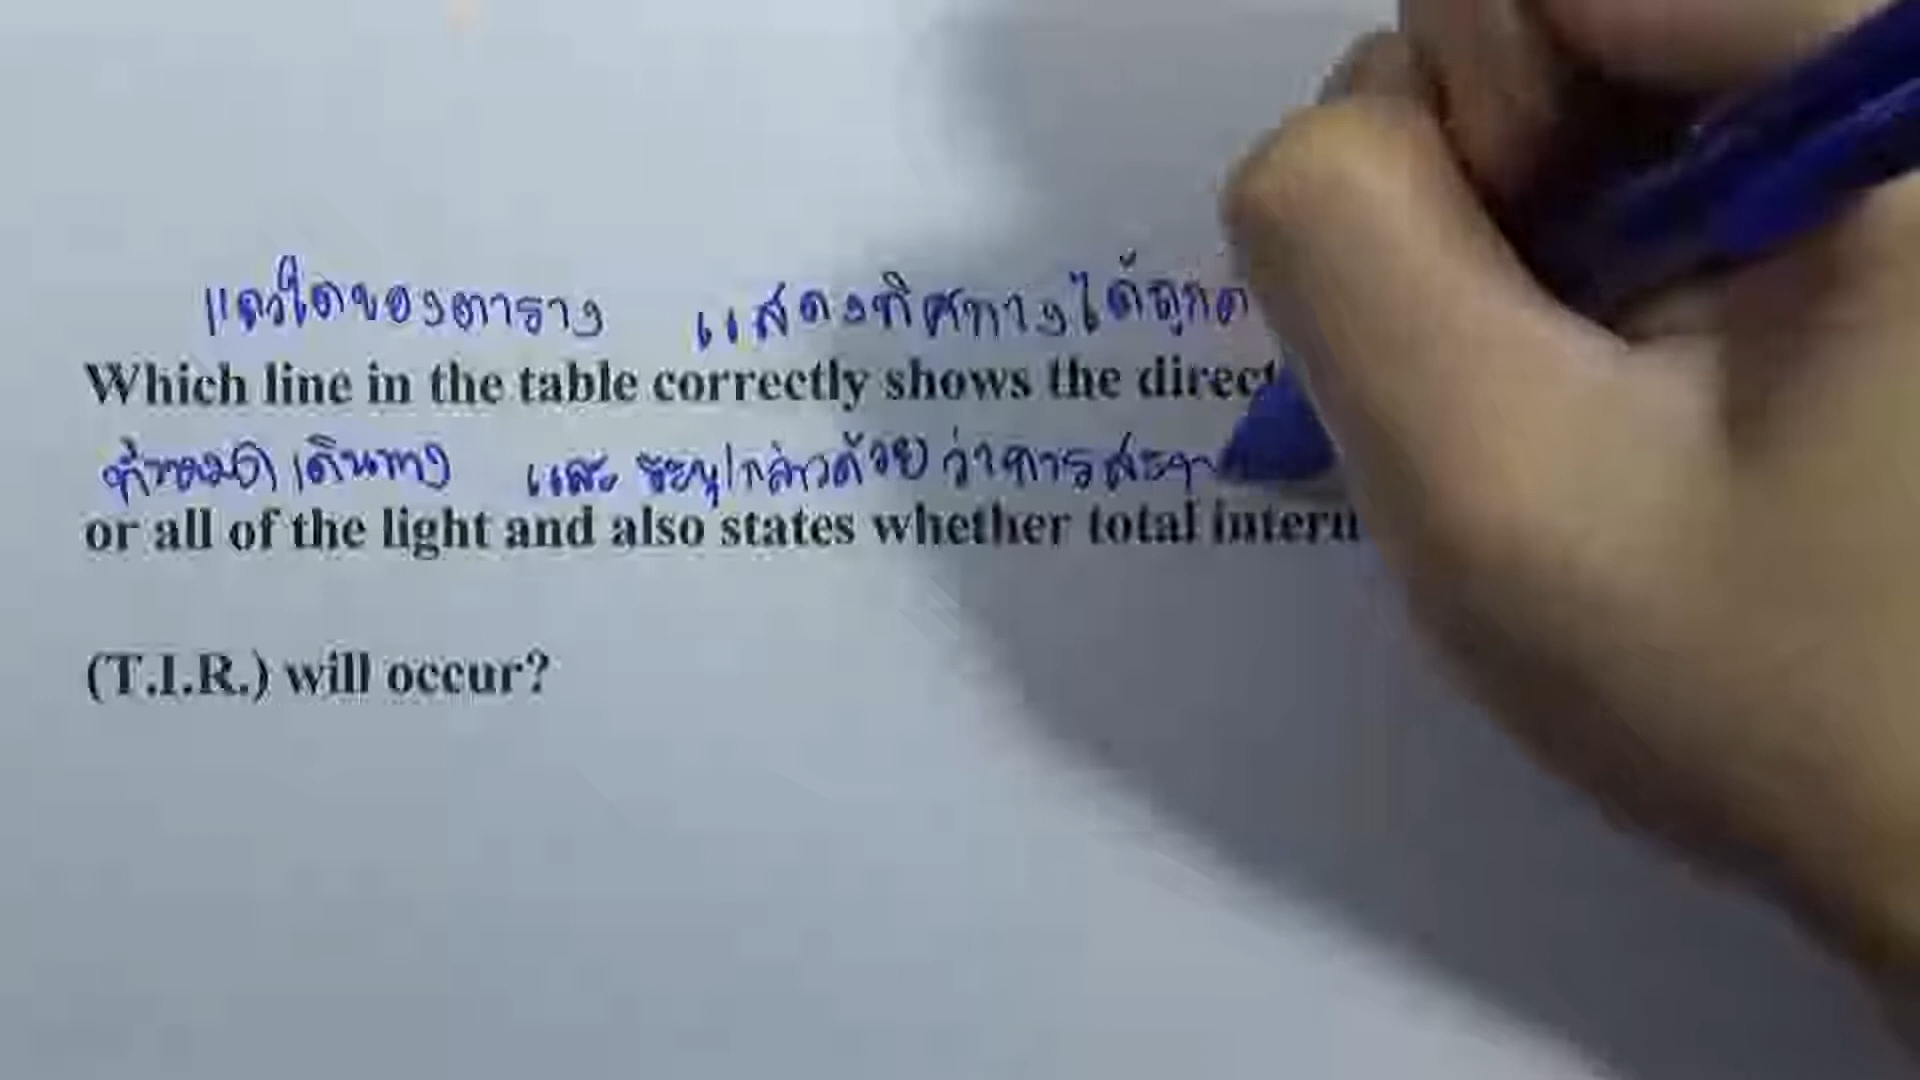 แถวใดของตาราง แสดงทิศทางได้ถูกต
Which line in the table correctly shows the direct
ที่ทั้งหมด เดินทาง และ ระบุ/กล่าวด้วย ว่าการสะท
or all of the light and also states whether total intern
(T.I.R.) will occur?